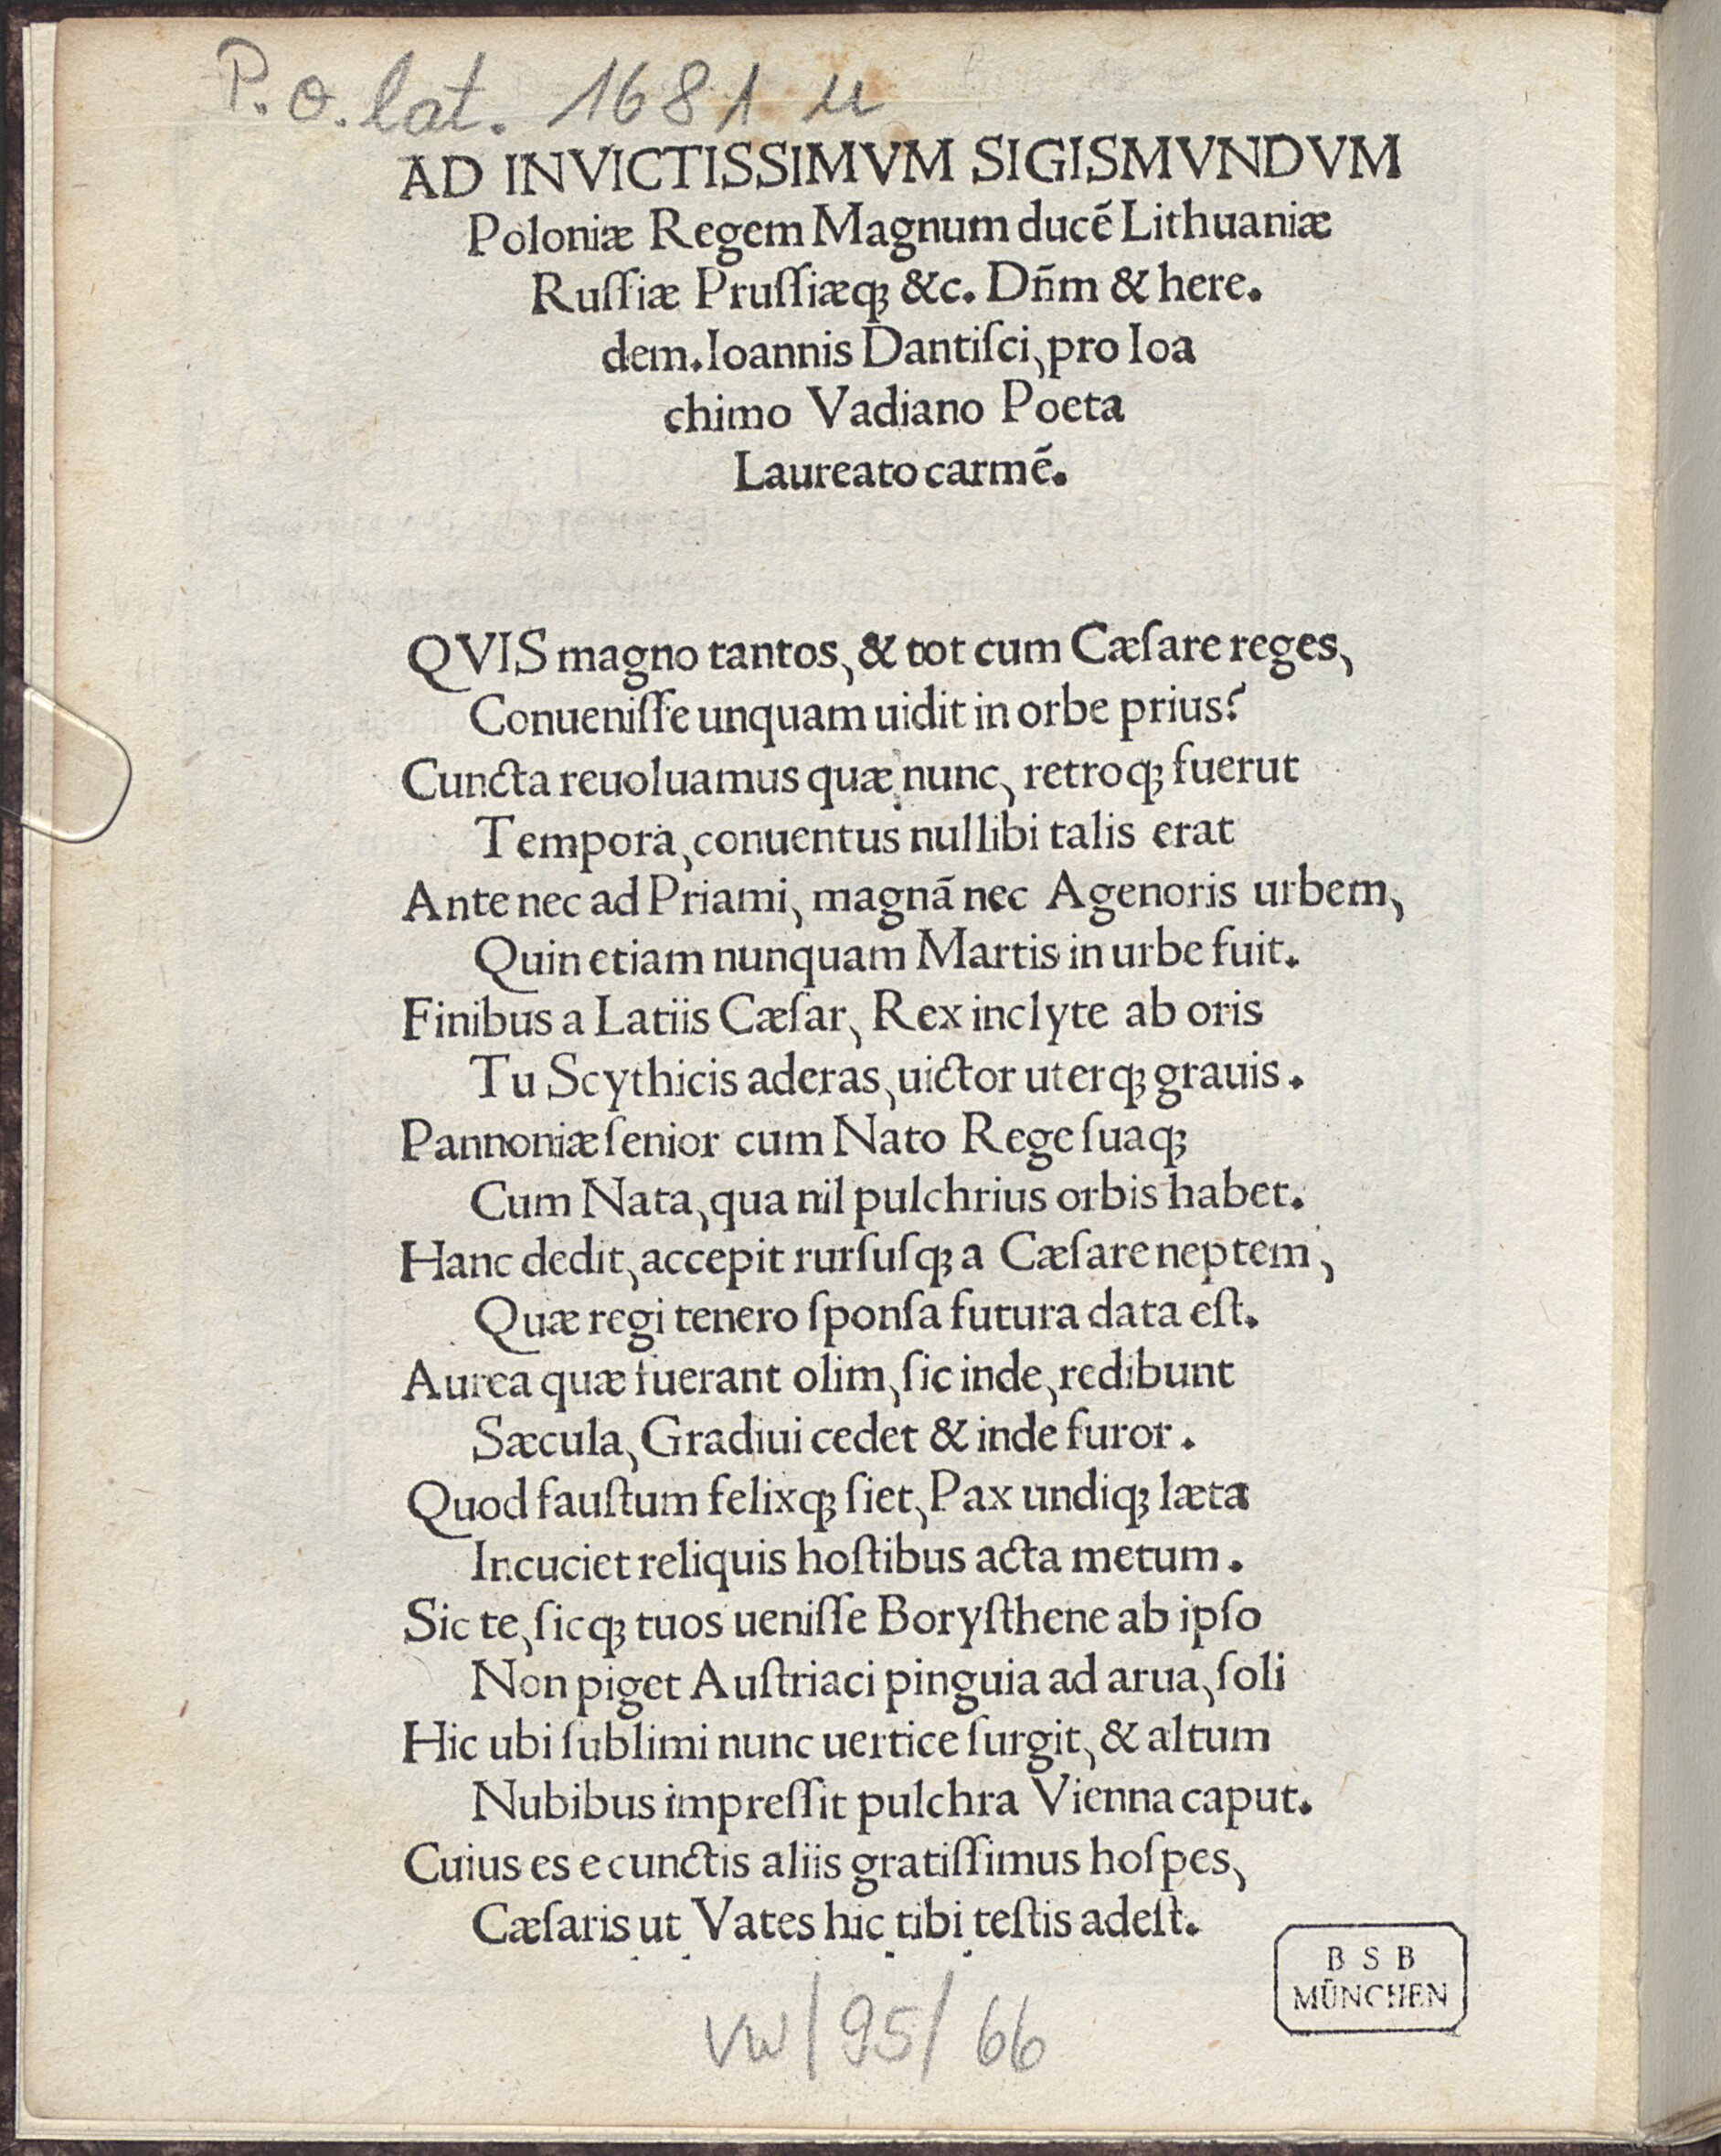 P. o. lat. 1681 u
AD INVICTISSIMVM SIGISMVNDVM
Poloniæ Regem Magnum ducē Lithuaniæ
Ruſſiæ Pruſſiæq; &c. Dn̄m & here.
dem. Ioannis Dantiſci, pro Ioa
chimo Vadiano Poeta
Laureato carmē.
QVIS magno tantos, & tot cum Cæſare reges,
Conueniſſe unquam uidit in orbe prius?
Cuncta reuoluamus quæ nunc, retroq; fuerut
Tempora, conuentus nullibi talis erat
Ante nec ad Priami, magnā nec Agenoris urbem,
Quin etiam nunquam Martis in urbe fuit.
Finibus a Latiis Cæſar, Rex inclyte ab oris
Tu Scythicis aderas, uictor uterq; grauis.
Pannoniæ ſenior cum Nato Rege ſuaq;
Cum Nata, qua nil pulchrius orbis habet.
Hanc dedit, accepit rurſuſq; a Cæſare neptem,
Quæ regi tenero ſponſa futura data eſt.
Aurea quæ fuerant olim, ſic inde, redibunt
Sæcula, Gradiui cedet & inde furor.
Quod fauſtum felixq; ſiet, Pax undiq; læta
Incuciet reliquis hoſtibus acta metum.
Sic te, ſicq; tuos ueniſſe Boryſthene ab ipſo
Non piget Auſtriaci pinguia ad arua, ſoli
Hic ubi ſublimi nunc uertice ſurgit, & altum
Nubibus impreſſit pulchra Vienna caput.
Cuius es e cunctis aliis gratiſſimus hoſpes,
Cæſaris ut Vates hic tibi teſtis adeſt.
B S B
MÜNCHEN
VW/95/66